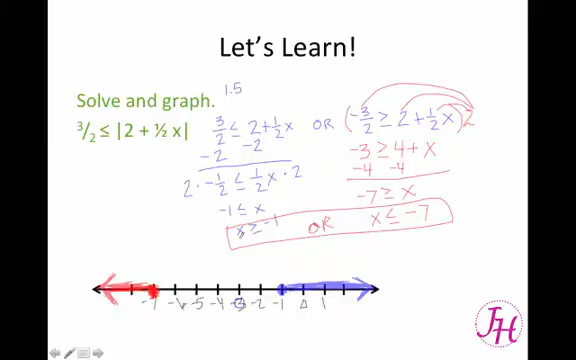 Let's Learn!
Solve and graph.
3/2 ≤ |2 + ½ x|
1.5
3/2 ≤ 2 + 1/2 x OR (-3/2 ≥ 2 + 1/2 x) 2
-2 -2
2 · -1/2 ≤ 1/2 x · 2
-1 ≤ x
x ≥ -1
-3 ≥ 4 + x
-4 -4
-7 ≥ x
OR x ≤ -7
-7 -6 -5 -4 -3 -2 -1 0 1
JH